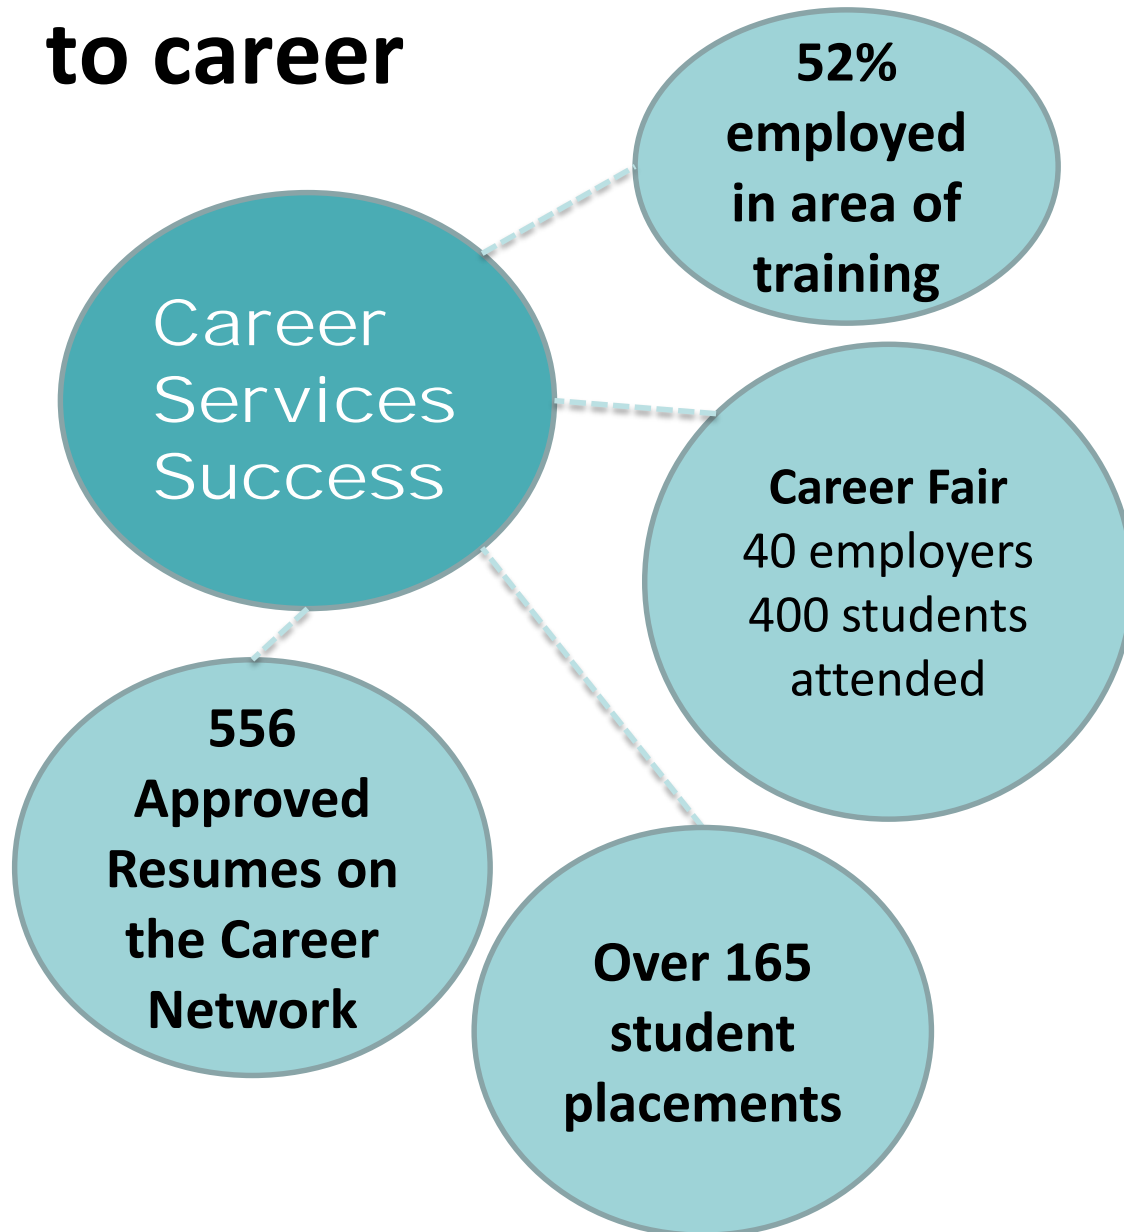 to career
52%
employed
in area of
training
Career
Services
Success
Career Fair
40 employers
400 students
attended
556
Approved
Resumes on
the Career
Network
Over 165
student
placements